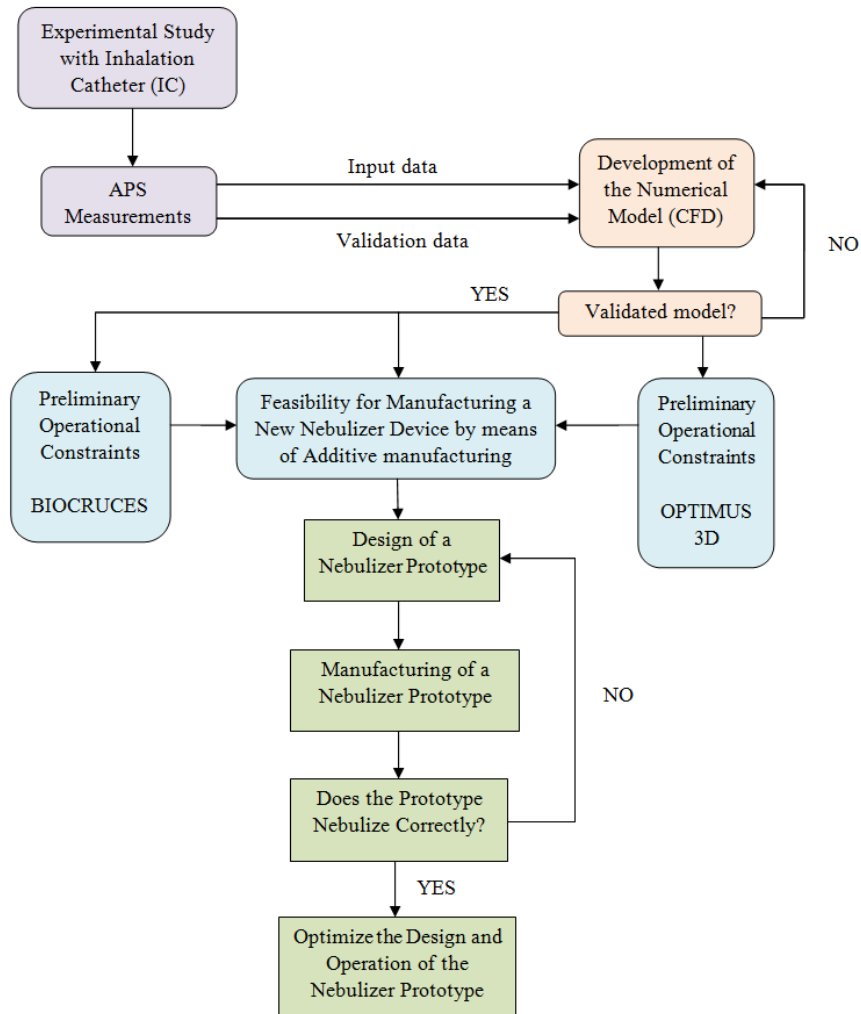 Experimental Study
with Inhalation
Catheter (IC)
APS
Measurements
Input data
Validation data
Development of
the Numerical
Model (CFD)
NO
YES
Validated model?
Preliminary
Operational
Constraints
BIOCRUCES
Feasibility for Manufacturing a
New Nebulizer Device by means
of Additive manufacturing
Preliminary
Operational
Constraints
OPTIMUS
3D
Design of a
Nebulizer Prototype
Manufacturing of a
Nebulizer Prototype
NO
Does the Prototype
Nebulize Correctly?
YES
Optimize the Design and
Operation of the
Nebulizer Prototype